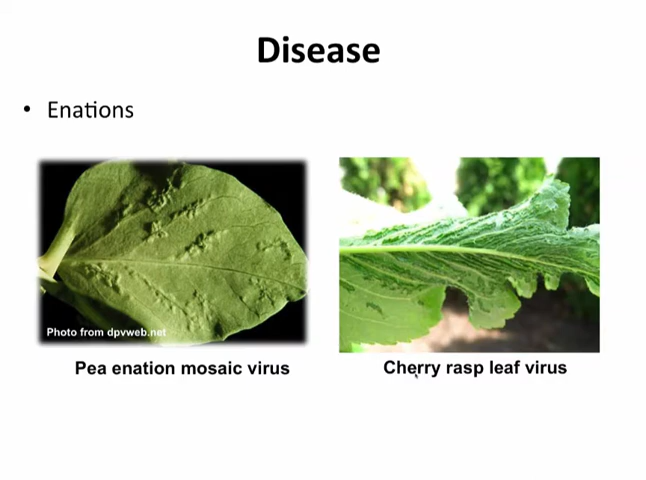 Disease
• Enations
Photo from dpvweb.net
Pea enation mosaic virus
Cherry rasp leaf virus